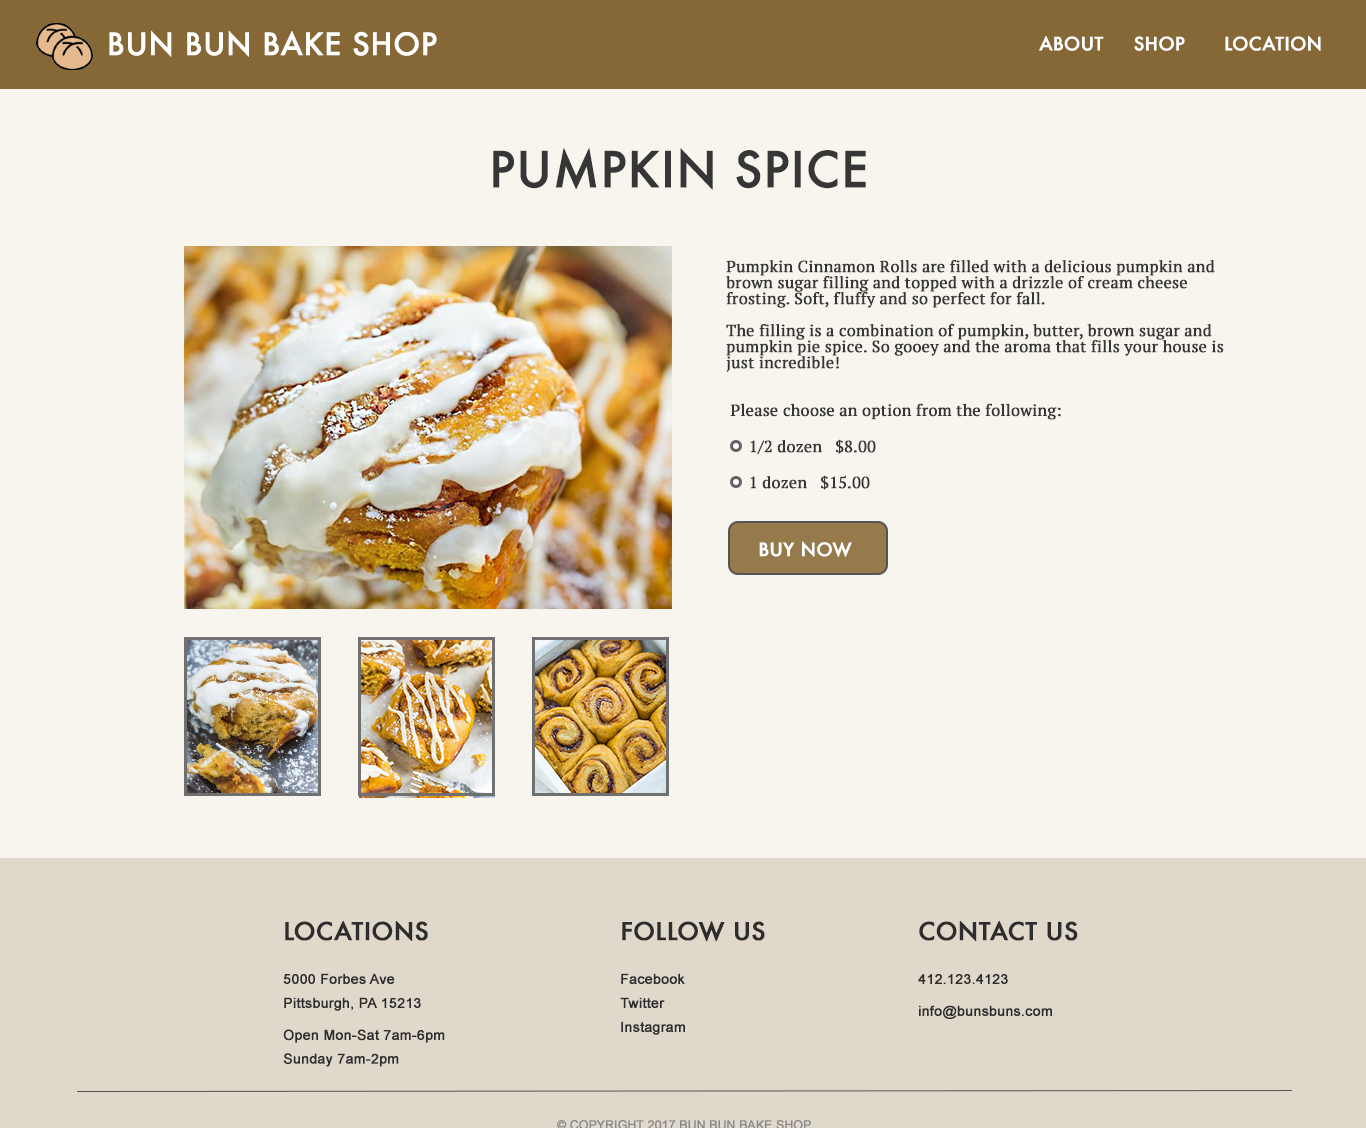 BUN BUN BAKE SHOP
ABOUT SHOP LOCATION
PUMPKIN SPICE
Pumpkin Cinnamon Rolls are filled with a delicious pumpkin and
brown sugar filling and topped with a drizzle of cream cheese
frosting. Soft, fluffy and so perfect for fall.
The filling is a combination of pumpkin, butter, brown sugar and
pumpkin pie spice. So gooey and the aroma that fills your house is
just incredible!
Please choose an option from the following:
1/2 dozen $8.00
1 dozen $15.00
BUY NOW
LOCATIONS
5000 Forbes Ave
Pittsburgh, PA 15213
Open Mon-Sat 7am-6pm
Sunday 7am-2pm
FOLLOW US
Facebook
Twitter
Instagram
CONTACT US
412.123.4123
info@bunsbuns.com
© COPYRIGHT 2017 BUN BUN BAKE SHOP